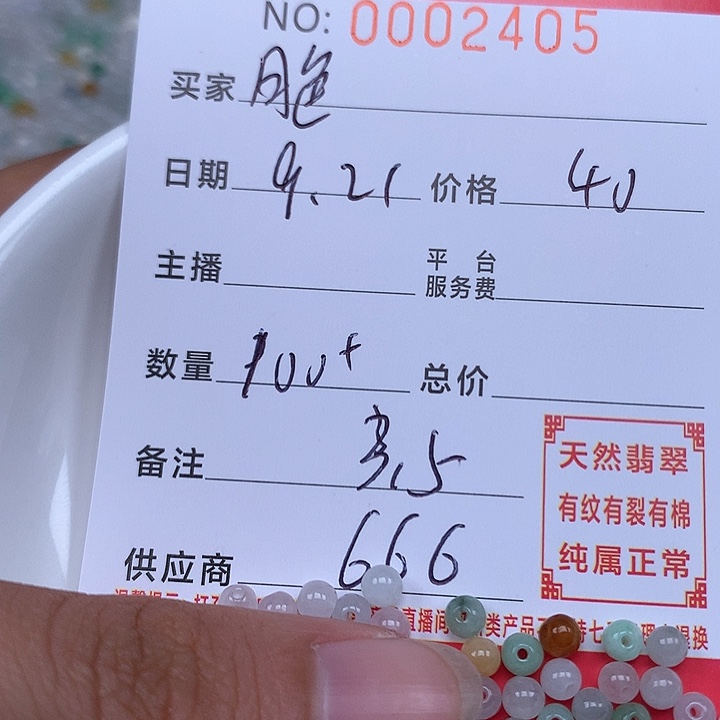 NO: 0002405
买家
日期 9.21 价格 40
主播 平台服务费
数量 100+ 总价
备注 3.5
供应商 666
天然翡翠
有纹有裂有棉
纯属正常